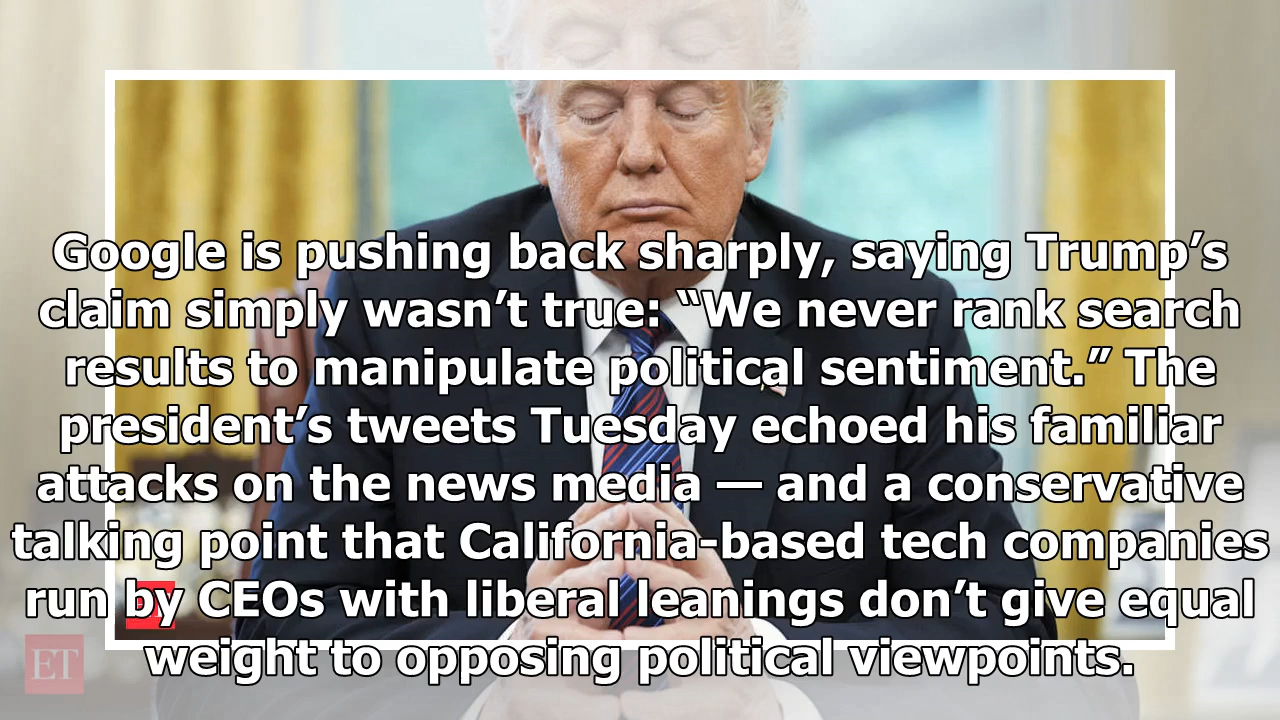 Google is pushing back sharply, saying Trump’s
claim simply wasn’t true: “We never rank search
results to manipulate political sentiment.” The
president’s tweets Tuesday echoed his familiar
attacks on the news media — and a conservative
talking point that California-based tech companies
run by CEOs with liberal leanings don’t give equal
weight to opposing political viewpoints.
ET